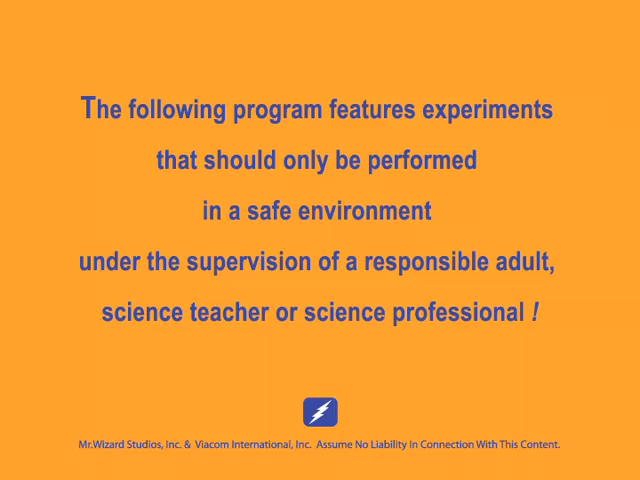 The following program features experiments
that should only be performed
in a safe environment
under the supervision of a responsible adult,
science teacher or science professional !
Mr.Wizard Studios, Inc. & Viacom International, Inc. Assume No Liability In Connection With This Content.